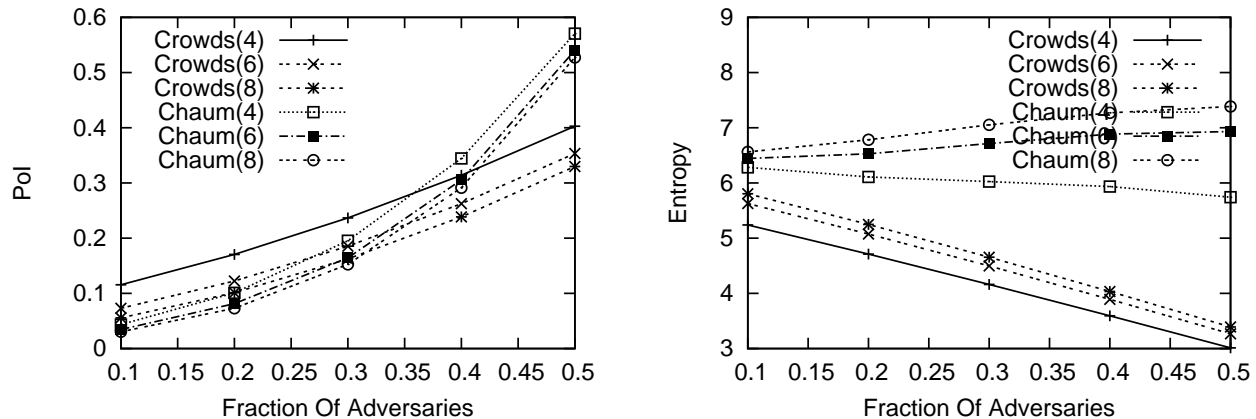 0.6
0.5
0.4
0.3
0.2
0.1
0
PoI
Crowds(4)
Crowds(6)
Crowds(8)
Chaum(4)
Chaum(6)
Chaum(8)
0.1 0.15 0.2 0.25 0.3 0.35 0.4 0.45 0.5
Fraction Of Adversaries
9
8
7
6
5
4
3
Entropy
Crowds(4)
Crowds(6)
Crowds(8)
Chaum(4)
Chaum(6)
Chaum(8)
0.1 0.15 0.2 0.25 0.3 0.35 0.4 0.45 0.5
Fraction Of Adversaries